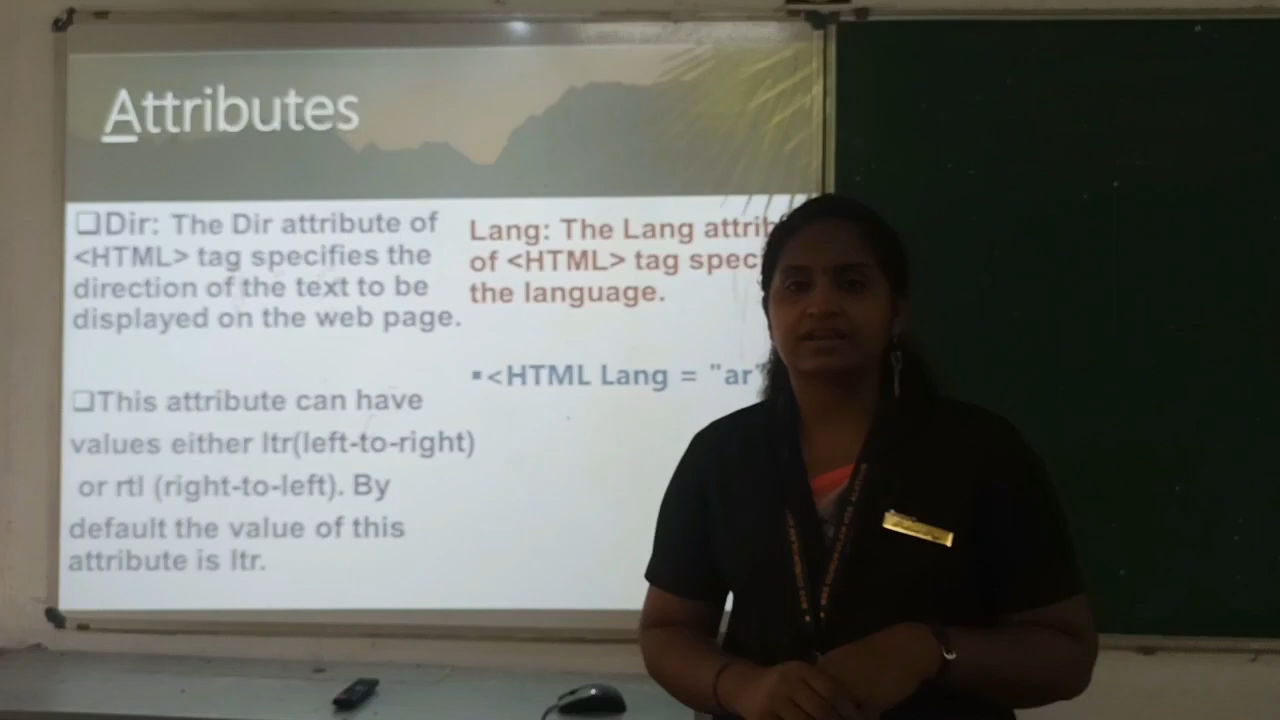 Attributes
❑Dir: The Dir attribute of
<HTML> tag specifies the
direction of the text to be
displayed on the web page.
❑This attribute can have
values either ltr(left-to-right)
or rtl (right-to-left). By
default the value of this
attribute is ltr.
Lang: The Lang
of <HTML> tag
the language.
▪<HTML Lang = "ar"